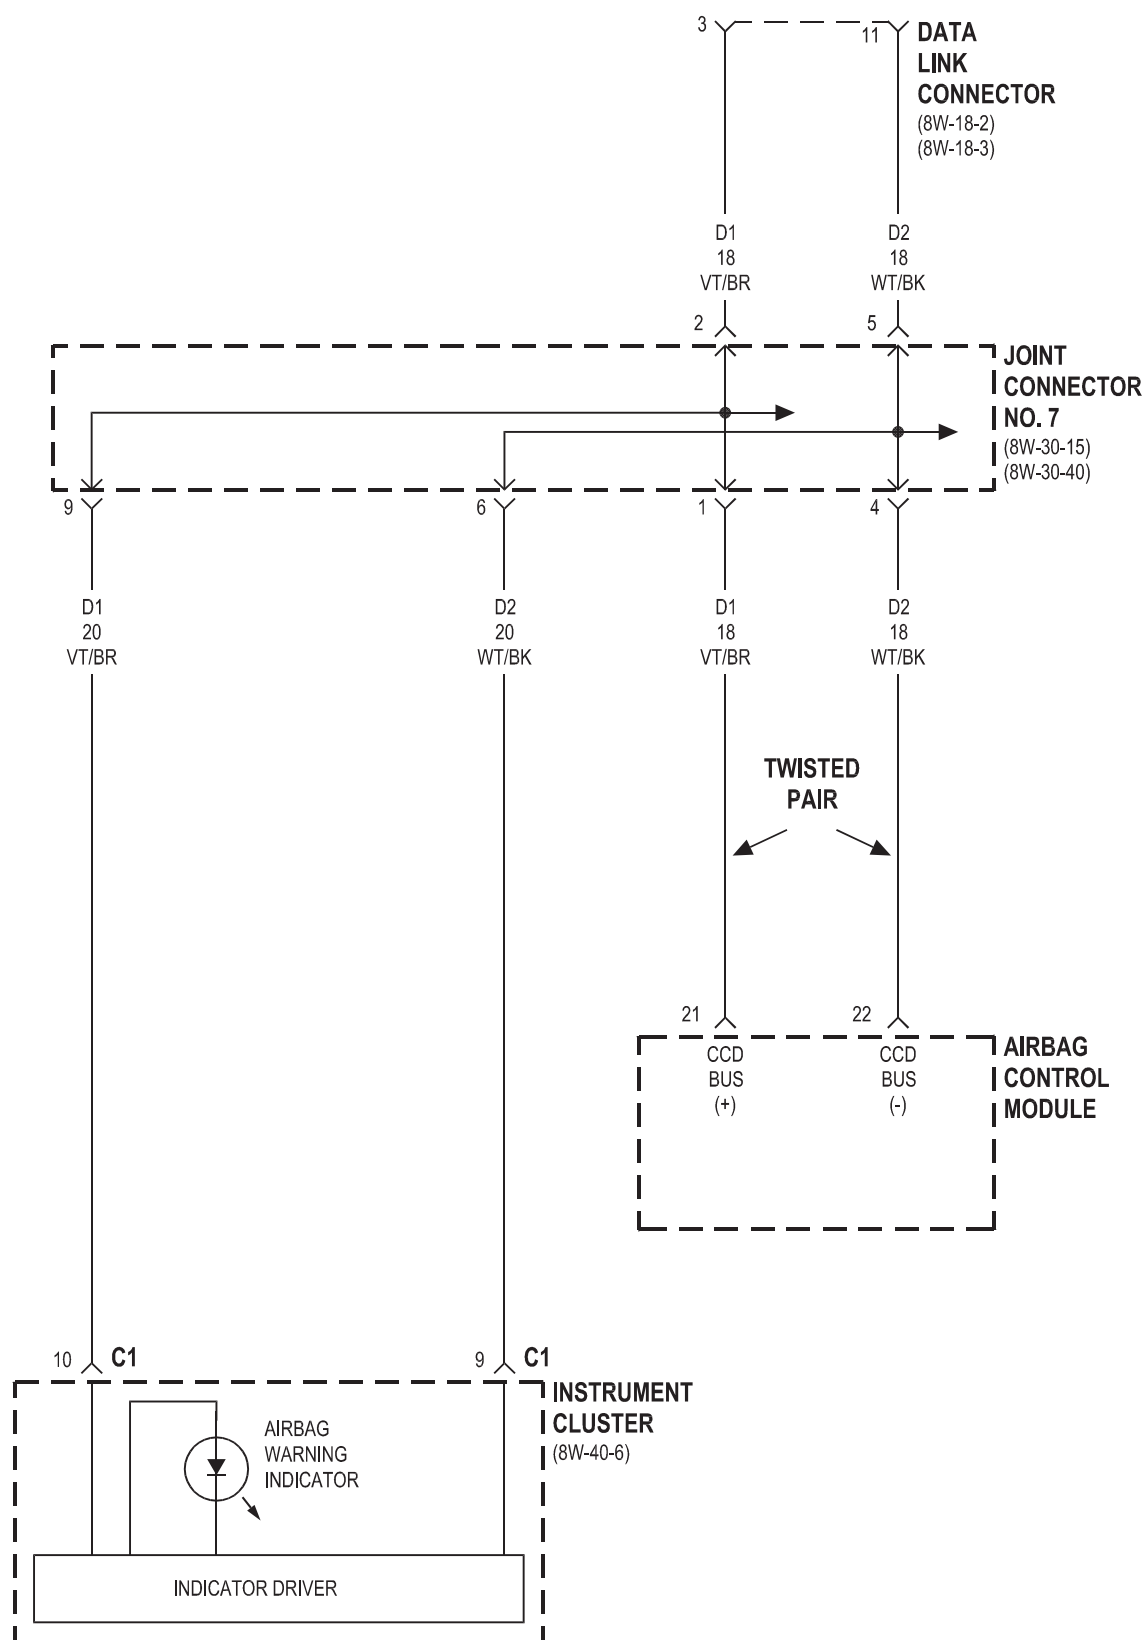 3
11
DATA
LINK
CONNECTOR
(8W-18-2)
(8W-18-3)
D1
18
VT/BR
D2
18
WT/BK
2
5
JOINT
CONNECTOR
NO. 7
(8W-30-15)
(8W-30-40)
9
6
1
4
D1
20
VT/BR
D2
20
WT/BK
D1
18
VT/BR
D2
18
WT/BK
TWISTED
PAIR
21
22
CCD
BUS
(+)
CCD
BUS
(-)
AIRBAG
CONTROL
MODULE
10
C1
9
C1
INSTRUMENT
CLUSTER
(8W-40-6)
AIRBAG
WARNING
INDICATOR
INDICATOR DRIVER